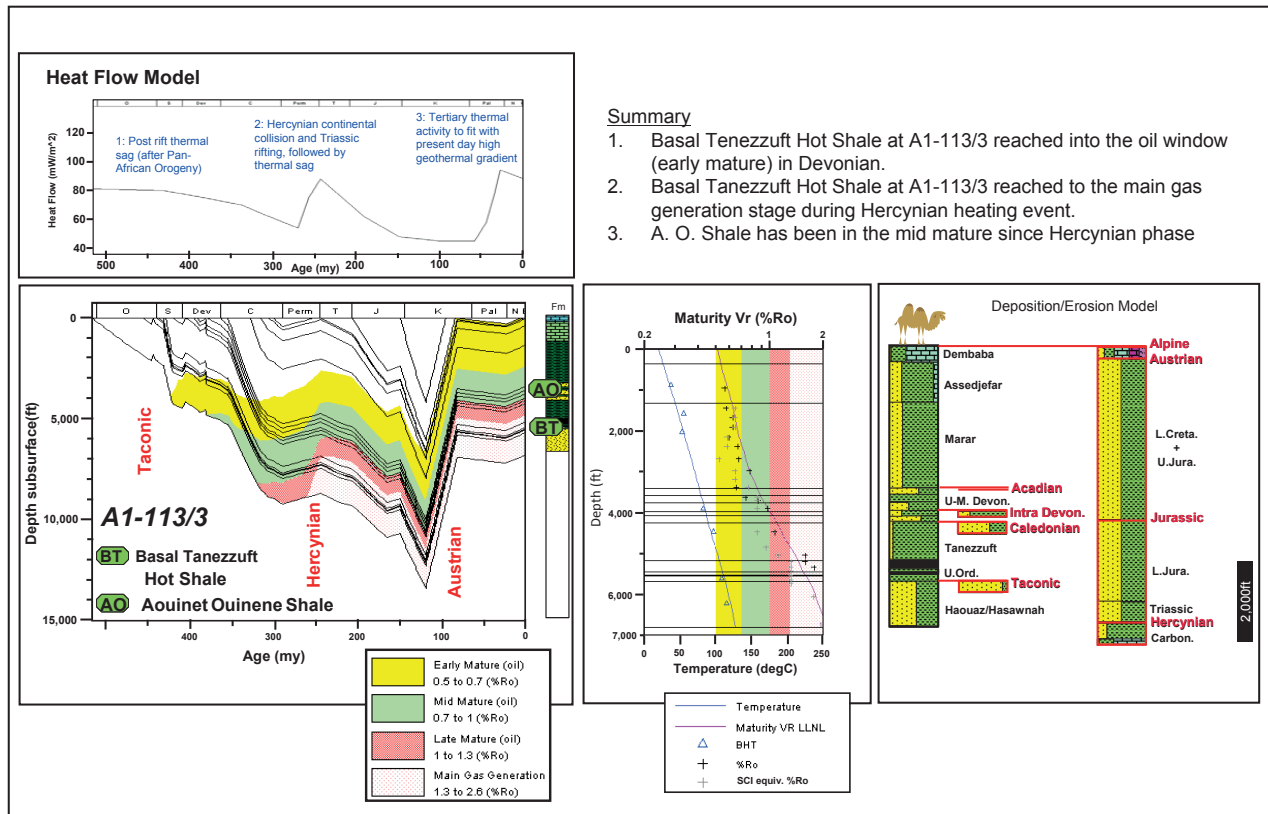 Heat Flow Model
O S Dev C Perm T J K Pal N
Heat Flow (mW/m^2)
120
100
80
60
40
1: Post rift thermal
sag (after Pan-
African Orogeny)
2: Hercynian continental
collision and Triassic
rifting, followed by
thermal sag
3: Tertiary thermal
activity to fit with
present day high
geothermal gradient
500 400 300 200 100 0
Age (my)
Summary
1. Basal Tenezzuft Hot Shale at A1-113/3 reached into the oil window
(early mature) in Devonian.
2. Basal Tanezzuft Hot Shale at A1-113/3 reached to the main gas
generation stage during Hercynian heating event.
3. A. O. Shale has been in the mid mature since Hercynian phase
O S Dev C Perm T J K Pal N
Fm
Depth subsurface(ft)
0
5,000
10,000
15,000
Taconic
Hercynian
Austrian
AO
BT
A1-113/3
BT Basal Tanezzuft
Hot Shale
AO Aouinet Ouinene Shale
400 300 200 100 0
Age (my)
Early Mature (oil)
0.5 to 0.7 (%Ro)
Mid Mature (oil)
0.7 to 1 (%Ro)
Late Mature (oil)
1 to 1.3 (%Ro)
Main Gas Generation
1.3 to 2.6 (%Ro)
Maturity Vr (%Ro)
0.2 1 2
Depth (ft)
0
2,000
4,000
6,000
7,000
0 50 100 150 200 250
Temperature (degC)
Temperature
Maturity VR LLNL
BHT
%Ro
SCI equiv. %Ro
Deposition/Erosion Model
Dembaba
Assedjefar
Marar
Acadian
U-M. Devon.
Intra Devon.
Caledonian
Tanezzuft
U.Ord.
Taconic
Haouaz/Hasawnah
Alpine
Austrian
L.Creta.
+
U.Jura.
Jurassic
L.Jura.
Triassic
Hercynian
Carbon.
2,000ft